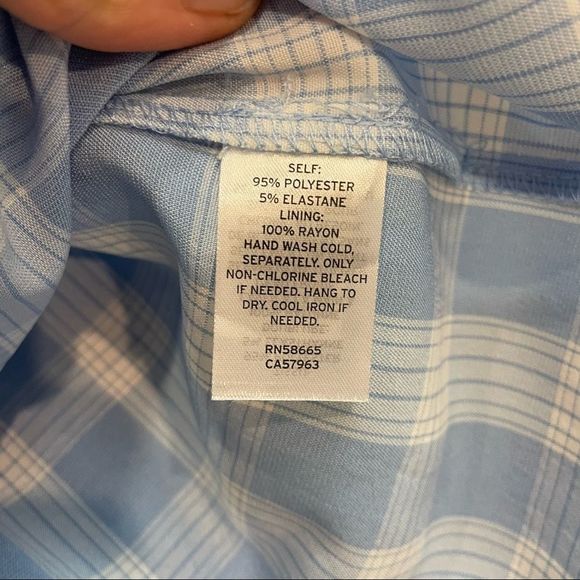 SELF:
95% POLYESTER
5% ELASTANE
LINING:
100% RAYON
HAND WASH COLD,
SEPARATELY. ONLY
NON-CHLORINE BLEACH
IF NEEDED. HANG TO
DRY. COOL IRON IF
NEEDED.
RN58665
CA57963